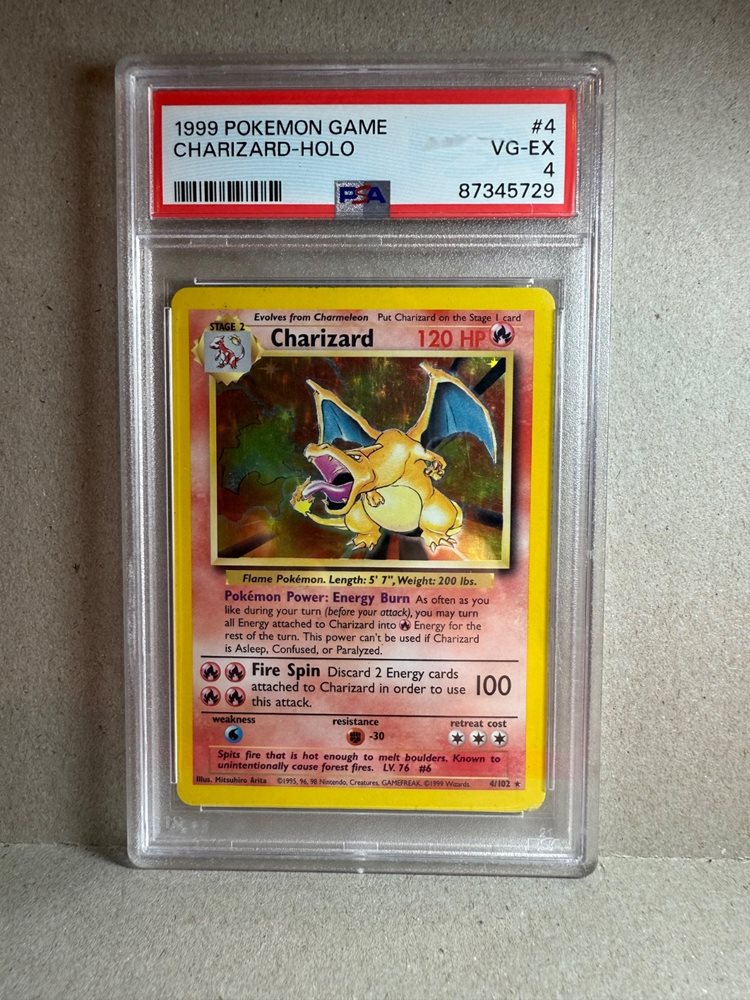 1999 POKEMON GAME #4
CHARIZARD-HOLO VG-EX
4
PSA 87345729
Evolves from Charmeleon Put Charizard on the Stage 1 card
STAGE 2
Charizard 120 HP
Flame Pokémon. Length: 5' 7", Weight: 200 lbs.
Pokémon Power: Energy Burn As often as you
like during your turn (before your attack), you may turn
all Energy attached to Charizard into Energy for the
rest of the turn. This power can't be used if Charizard
is Asleep, Confused, or Paralyzed.
Fire Spin Discard 2 Energy cards
attached to Charizard in order to use 100
this attack.
weakness resistance retreat cost
-30
Spits fire that is hot enough to melt boulders. Known to
unintentionally cause forest fires. LV. 76 #6
Illus. Mitsuhiro Arita ©1995, 96, 98 Nintendo, Creatures, GAMEFREAK. ©1999 Wizards. 4/102 ★